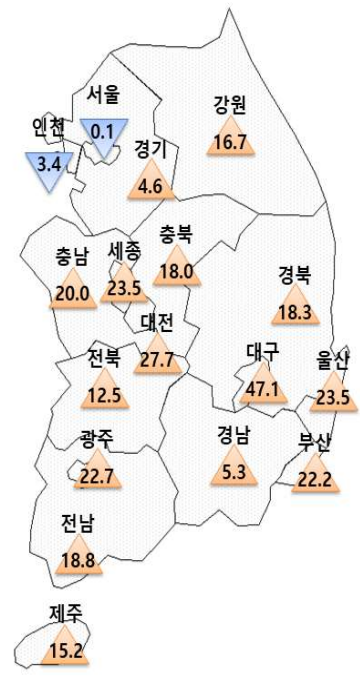 서울
0.1
인천
3.4
경기
4.6
강원
16.7
충남
20.0
세종
23.5
충북
18.0
대전
27.7
경북
18.3
전북
12.5
대구
47.1
울산
23.5
광주
22.7
경남
5.3
부산
22.2
전남
18.8
제주
15.2